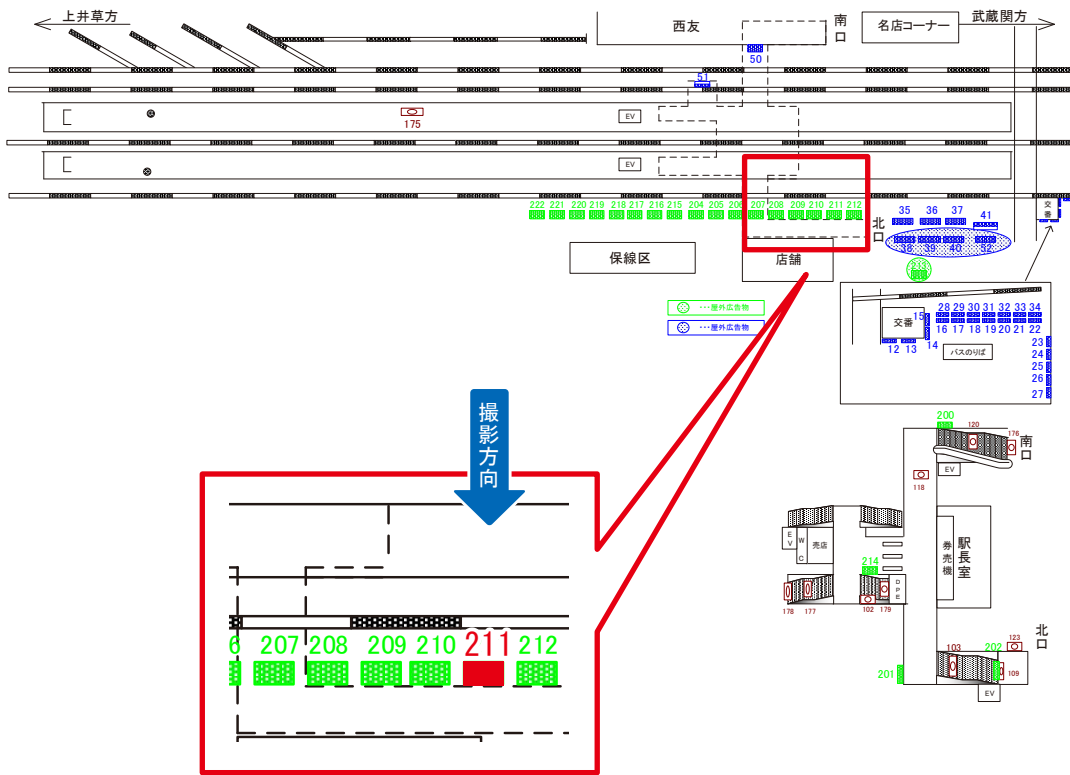 上井草方
西友
南口
名店コーナー
武蔵関方
50
51
175
EV
EV
222 221 220 219 218 217 216 215 204 205 206 207 208 209 210 211 212
北口
35 36 37 41
38 39 40 52
213
交番
保線区
店舗
・・・屋外広告物
・・・屋外広告物
交番
15
28 29 30 31 32 33 34
16 17 18 19 20 21 22
12 13 14
バスのりば
23
24
25
26
27
撮影方向
6 207 208 209 210 211 212
200
120
176
南口
EV
118
EV
WC
売店
券売機
駅長室
214
DPE
178 177
102 179
北口
123
103
202
201
109
EV